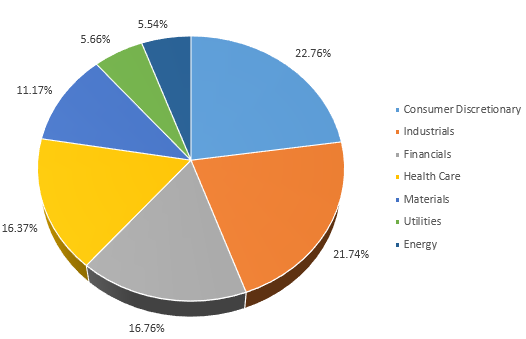 5.54%
5.66%
22.76%
11.17%
16.37%
21.74%
16.76%
Consumer Discretionary
Industrials
Financials
Health Care
Materials
Utilities
Energy